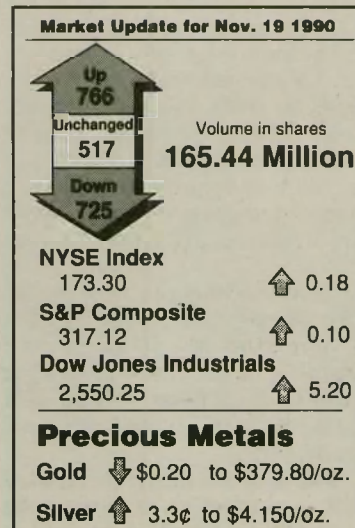 Market Update for Nov. 19 1990
Up
766
Unchanged
517
Down
725
Volume in shares
165.44 Million
NYSE Index
173.30 0.18
S&P Composite
317.12 0.10
Dow Jones Industrials
2,550.25 5.20
Precious Metals
Gold $0.20 to $379.80/oz.
Silver 3.3¢ to $4.150/oz.